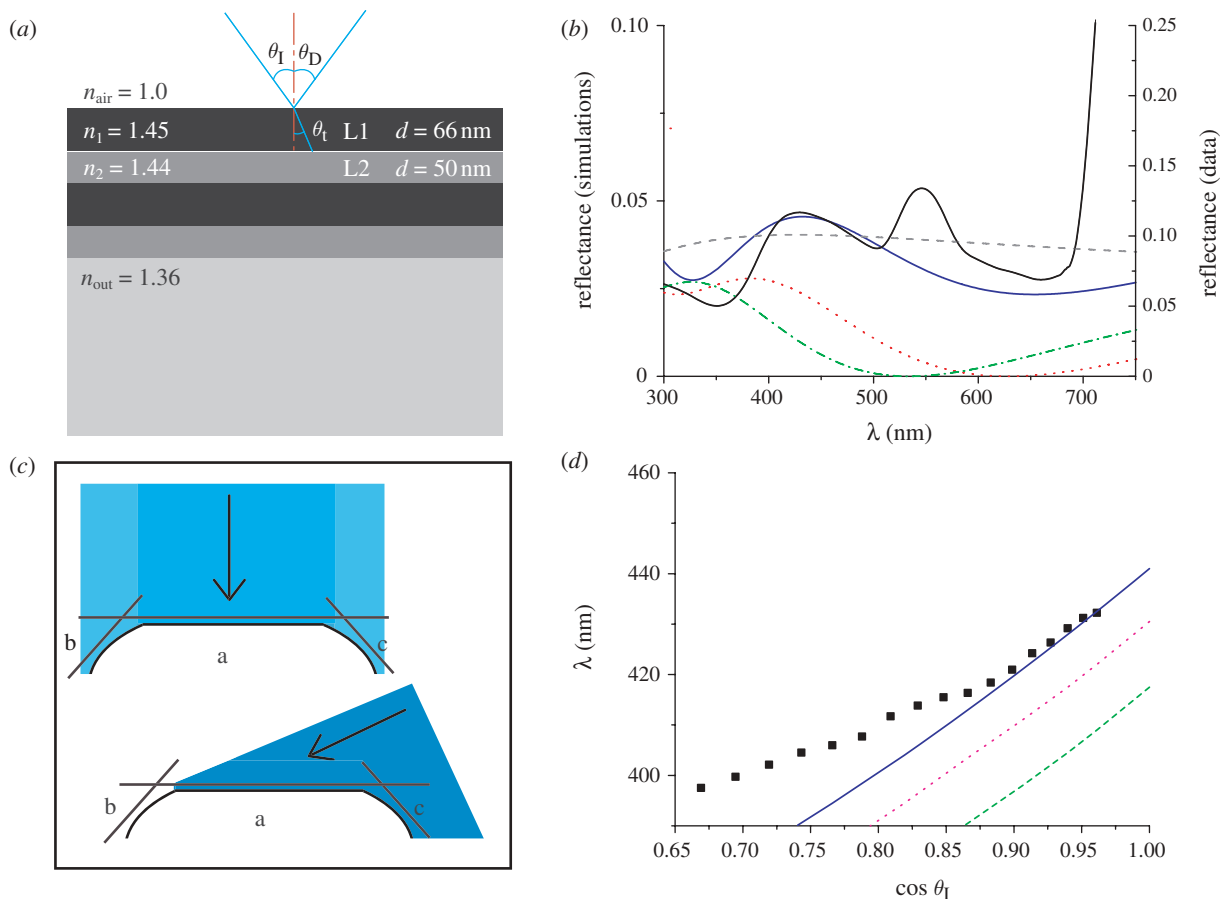 (a)
θI θD
nair = 1.0
n1 = 1.45 θt L1 d = 66 nm
n2 = 1.44 L2 d = 50 nm
nout = 1.36
(b)
0.10
0.05
0
reflectance (simulations)
0.25
0.20
0.15
0.10
0.05
0
reflectance (data)
300 400 500 600 700
λ (nm)
(c)
b
a
c
b
a
c
(d)
460
440
420
400
λ (nm)
0.65 0.70 0.75 0.80 0.85 0.90 0.95 1.00
cos θI